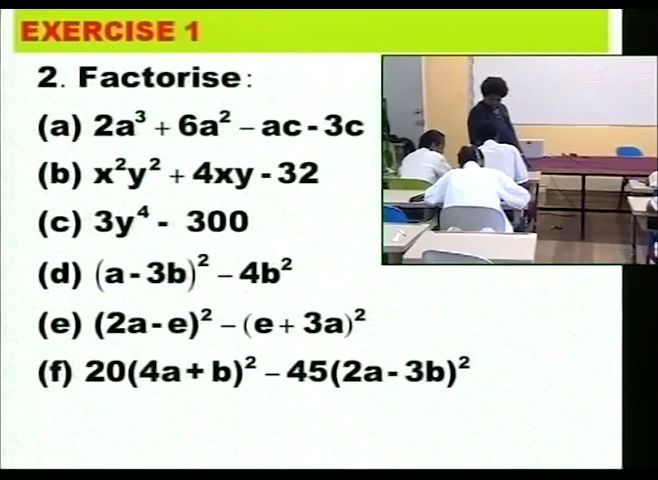 EXERCISE 1
2. Factorise:
(a) 2a³ + 6a² – ac - 3c
(b) x²y² + 4xy - 32
(c) 3y⁴ - 300
(d) (a - 3b)² – 4b²
(e) (2a - e)² – (e + 3a)²
(f) 20(4a + b)² – 45(2a - 3b)²